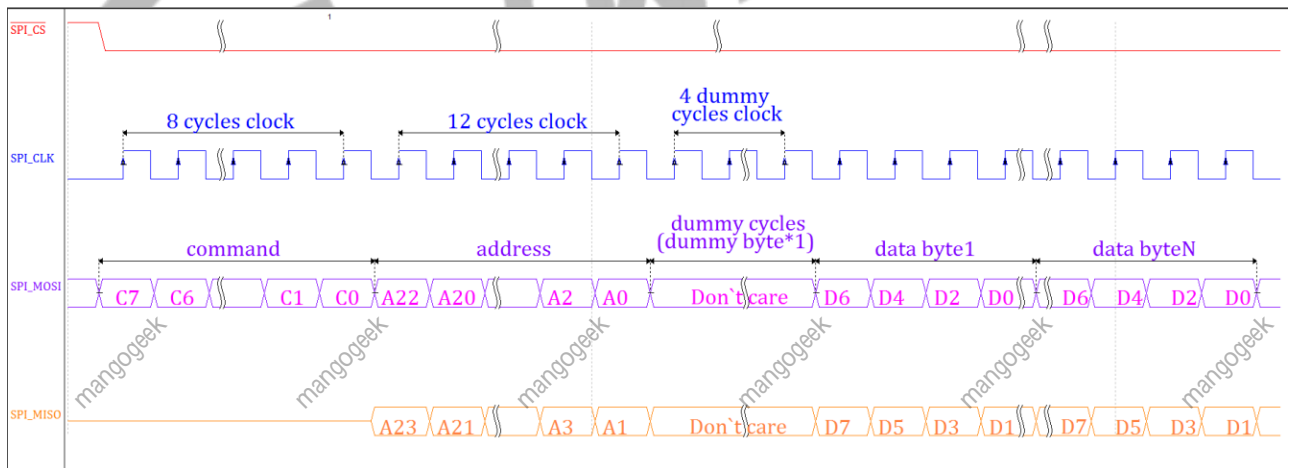 SPI_CS
1
4 dummy
cycles clock
8 cycles clock
12 cycles clock
SPI_CLK
dummy cycles
(dummy byte*1)
command
address
data byte1
data byteN
SPI_MOSI
C7 C6 C1 C0 A22 A20 A2 A0 Don`t care D6 D4 D2 D0 D6 D4 D2 D0
mangogeek mangogeek mangogeek mangogeek mangogeek
SPI_MISO
A23 A21 A3 A1 Don`t care D7 D5 D3 D1 D7 D5 D3 D1